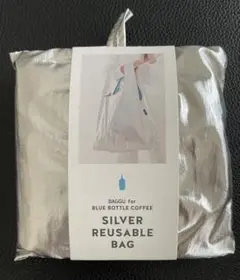 BAGGU for
BLUE BOTTLE COFFEE
SILVER
REUSABLE
BAG